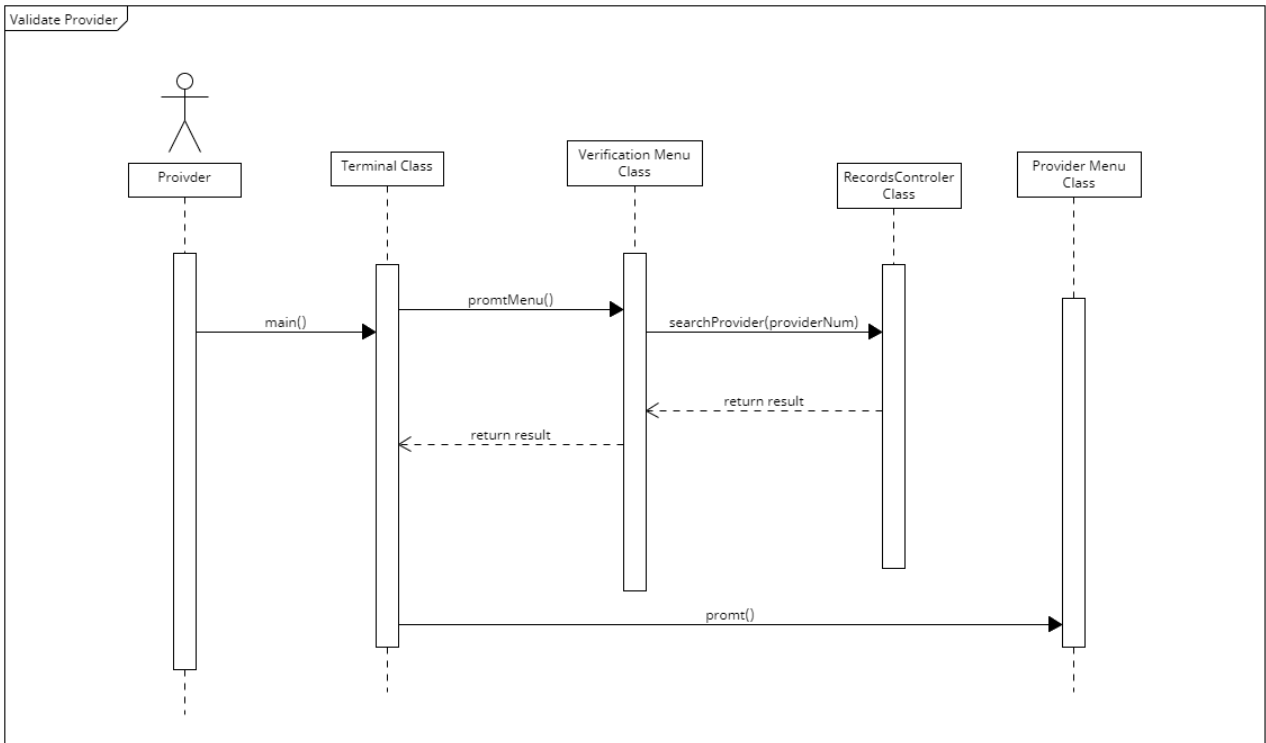 Validate Provider
Proivder
Terminal Class
Verification Menu
Class
RecordsControler
Class
Provider Menu
Class
promtMenu()
main()
searchProvider(providerNum)
return result
return result
promt()